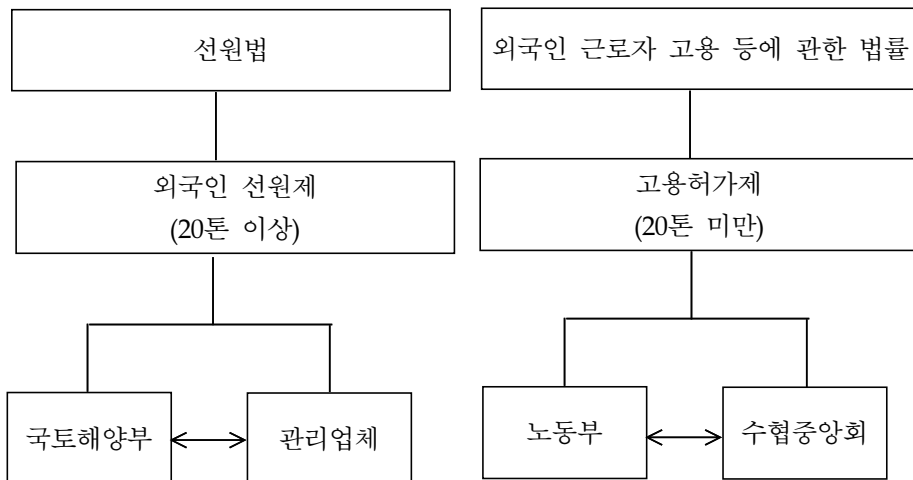 선원법
외국인 근로자 고용 등에 관한 법률
외국인 선원제
(20톤 이상)
고용허가제
(20톤 미만)
국토해양부
관리업체
노동부
수협중앙회